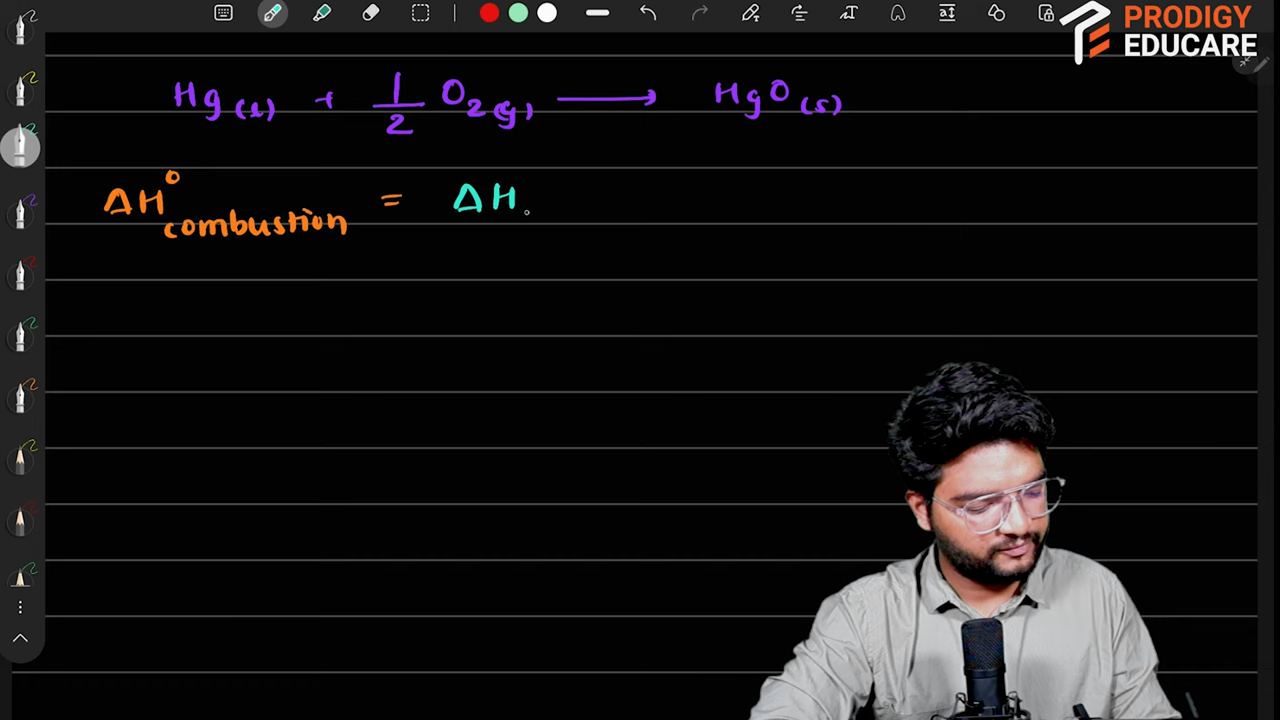 PRODIGY
EDUCARE
Hg(l) + 1/2 O2(g) ⟶ HgO(s)
ΔH°combustion = ΔH